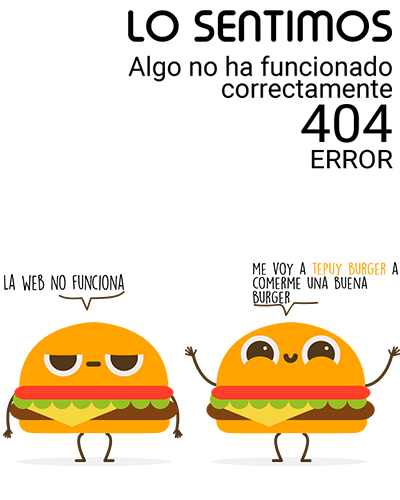 LO SENTIMOS
Algo no ha funcionado
correctamente
404
ERROR
LA WEB NO FUNCIONA
ME VOY A TEPUY BURGER A
COMERME UNA BUENA
BURGER